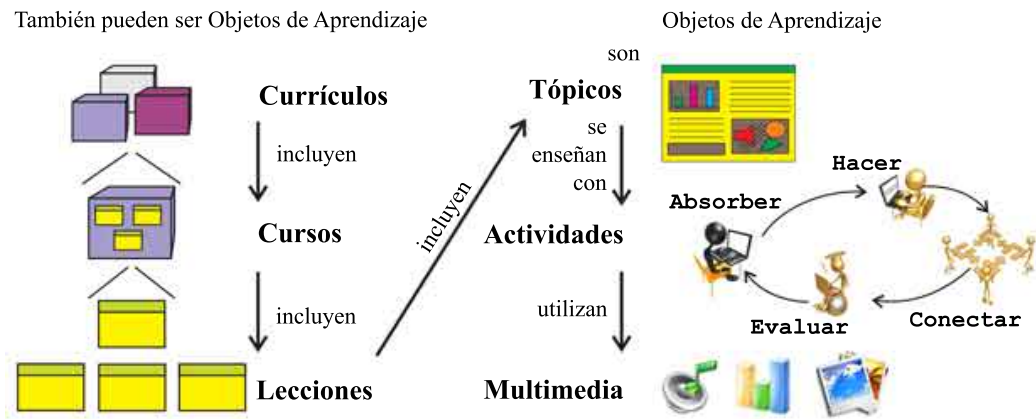 También pueden ser Objetos de Aprendizaje
Currículos
incluyen
Cursos
incluyen
Lecciones
incluyen
Objetos de Aprendizaje
son
Tópicos
se
enseñan
con
Actividades
utilizan
Multimedia
Hacer
Absorber
Evaluar
Conectar